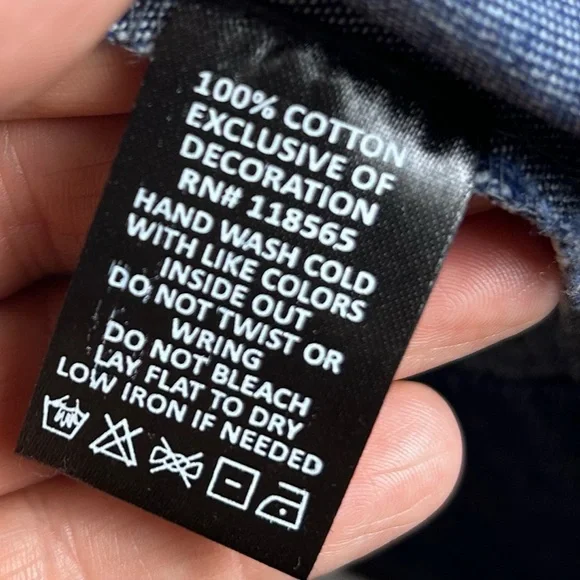 100% COTTON
EXCLUSIVE OF
DECORATION
RN# 118565
HAND WASH COLD
WITH LIKE COLORS
INSIDE OUT
DO NOT TWIST OR
WRING
DO NOT BLEACH
LAY FLAT TO DRY
LOW IRON IF NEEDED